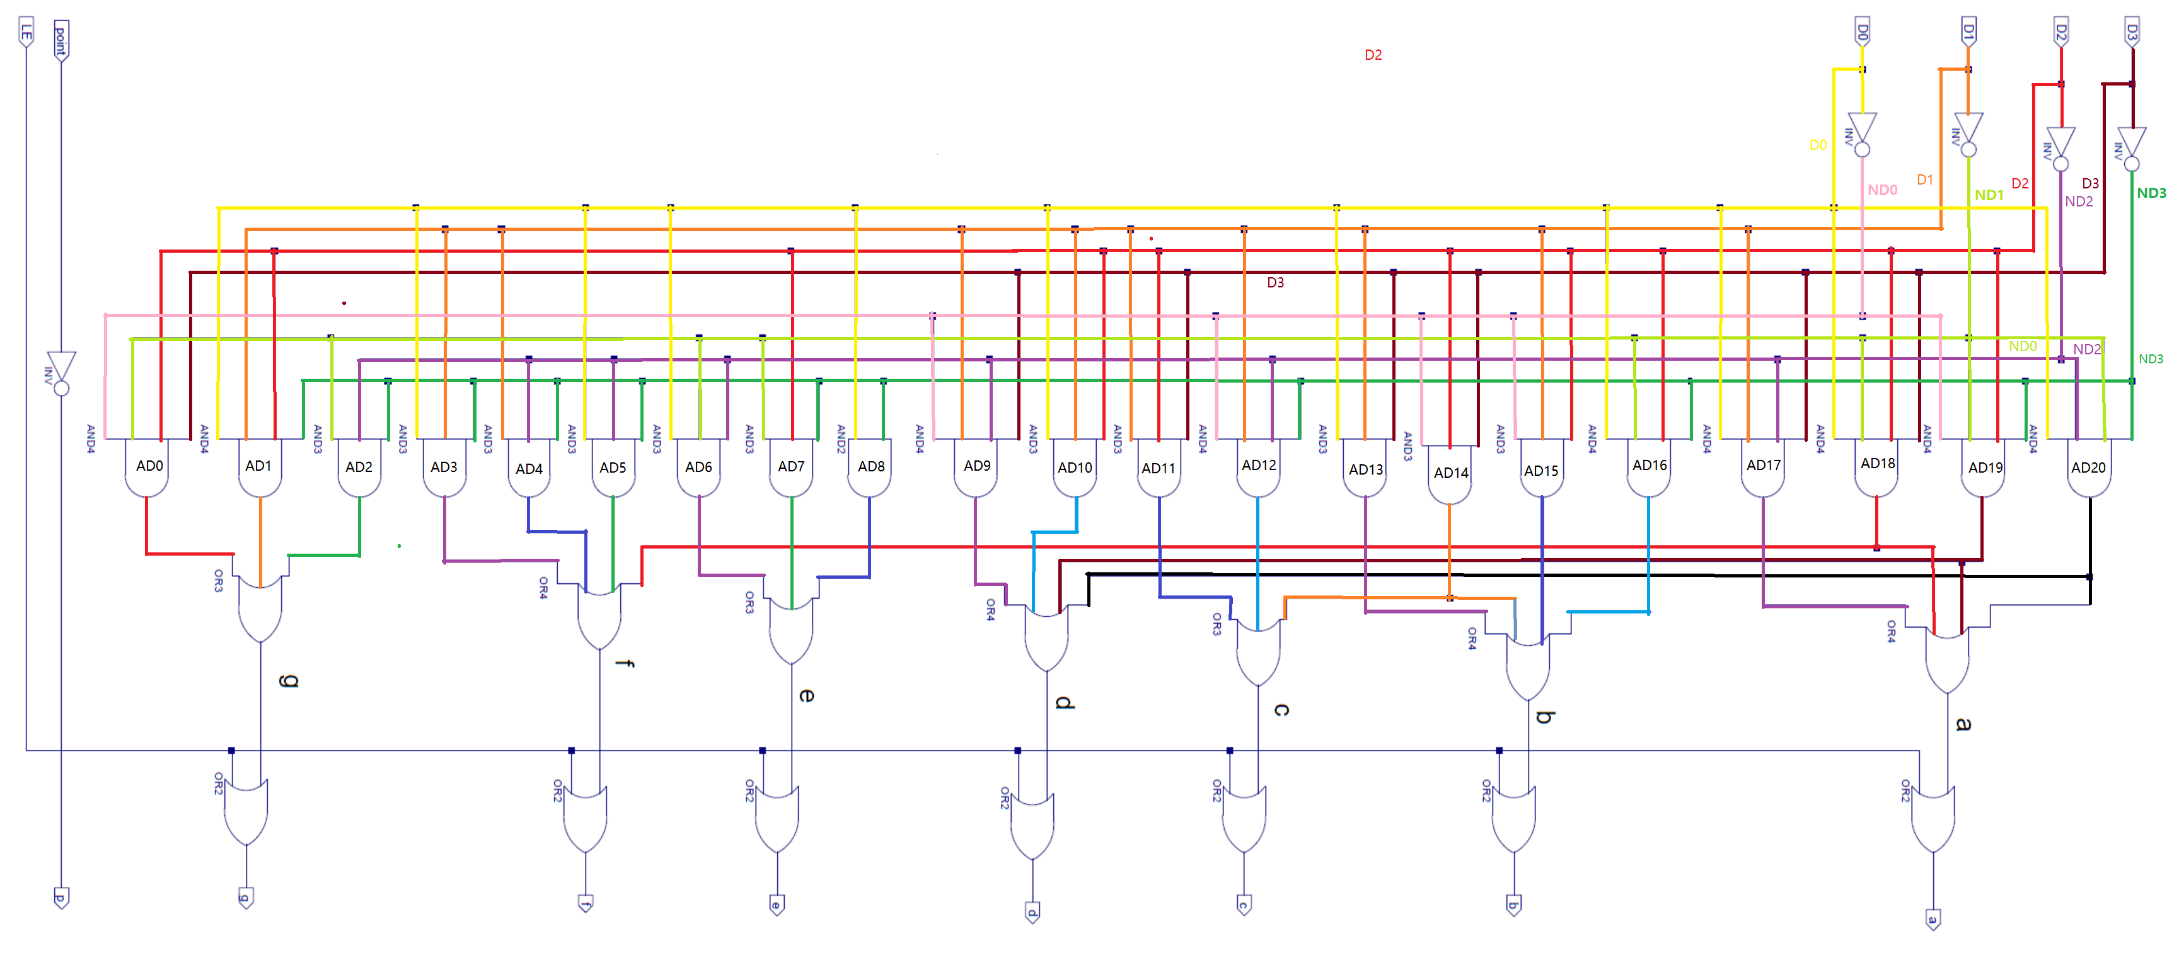 LE
point
D2
D0
D1
D2
D3
INV
INV
INV
INV
D0
ND0
D1
ND1
D2
ND2
D3
ND3
D3
INV
ND0
ND2
ND3
AND4
AND4
AND3
AND3
AND3
AND3
AND3
AND3
AND2
AND4
AND3
AND3
AND4
AND3
AND3
AND3
AND4
AND4
AND4
AND4
AND4
AD0
AD1
AD2
AD3
AD4
AD5
AD6
AD7
AD8
AD9
AD10
AD11
AD12
AD13
AD14
AD15
AD16
AD17
AD18
AD19
AD20
OR3
OR4
OR3
OR4
OR3
OR4
OR4
g
f
e
d
c
b
a
OR2
OR2
OR2
OR2
OR2
OR2
OR2
p
g
f
e
d
c
b
a